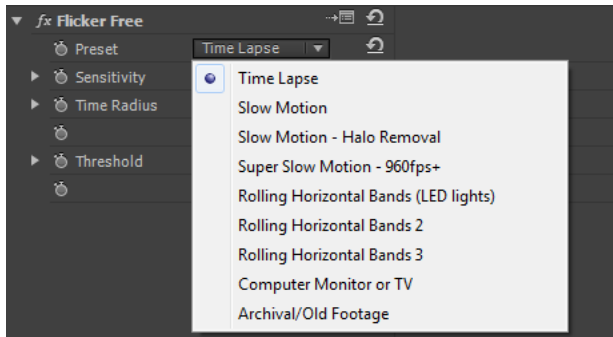 fx Flicker Free
Preset Time Lapse
Sensitivity
Time Radius
Threshold
Time Lapse
Slow Motion
Slow Motion - Halo Removal
Super Slow Motion - 960fps+
Rolling Horizontal Bands (LED lights)
Rolling Horizontal Bands 2
Rolling Horizontal Bands 3
Computer Monitor or TV
Archival/Old Footage